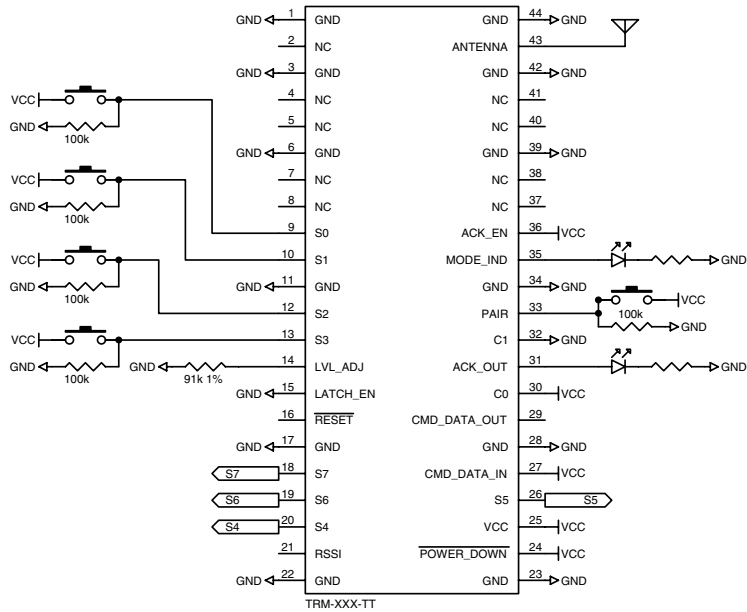 GND 1 GND GND 44 GND
2 NC ANTENNA 43
GND 3 GND GND 42 GND
VCC 4 NC NC 41
GND 100k 5 NC NC 40
GND 6 GND GND 39 GND
VCC 7 NC NC 38
GND 100k 8 NC NC 37
9 S0 ACK_EN 36 VCC
VCC 10 S1 MODE_IND 35 GND
GND 100k GND 11 GND GND 34 GND
12 S2 PAIR 33 100k VCC
GND
VCC 13 S3 C1 32 GND
GND 100k GND 91k 1% 14 LVL_ADJ ACK_OUT 31 GND
GND 15 LATCH_EN C0 30 VCC
16 RESET CMD_DATA_OUT 29
GND 17 GND GND 28 GND
S7 18 S7 CMD_DATA_IN 27 VCC
S6 19 S6 S5 26 S5
S4 20 S4 VCC 25 VCC
21 RSSI POWER_DOWN 24 VCC
GND 22 GND GND 23 GND
TRM-XXX-TT